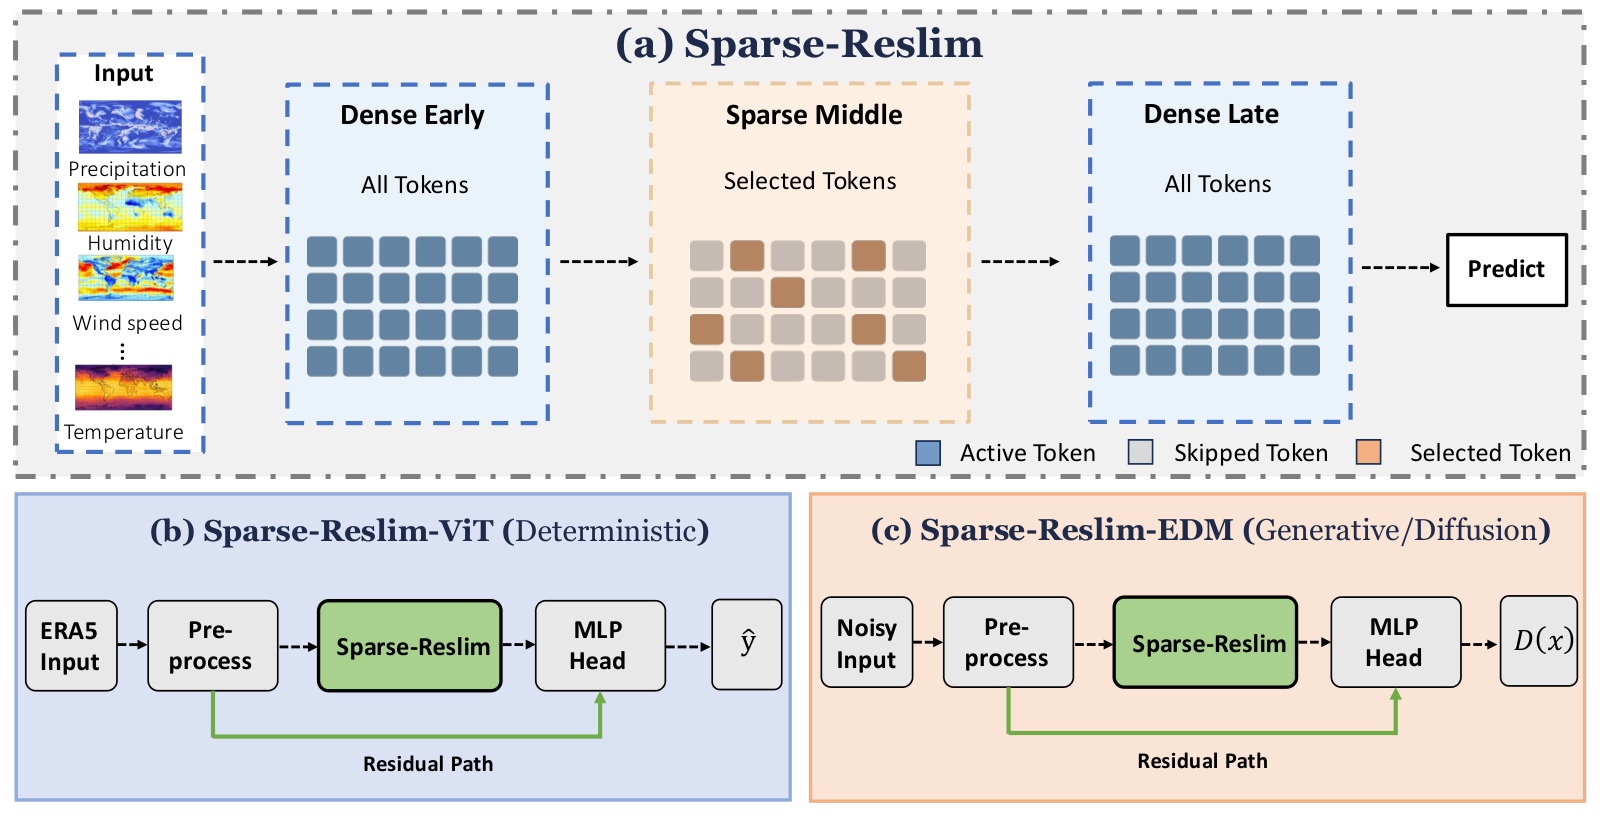 (a) Sparse-Reslim
Input
Precipitation
Humidity
Wind speed
⋮
Temperature
Dense Early
All Tokens
Sparse Middle
Selected Tokens
Dense Late
All Tokens
Predict
Active Token
Skipped Token
Selected Token
(b) Sparse-Reslim-ViT (Deterministic)
ERA5
Input
Pre-
process
Sparse-Reslim
MLP
Head
ŷ
Residual Path
(c) Sparse-Reslim-EDM (Generative/Diffusion)
Noisy
Input
Pre-
process
Sparse-Reslim
MLP
Head
D(x)
Residual Path